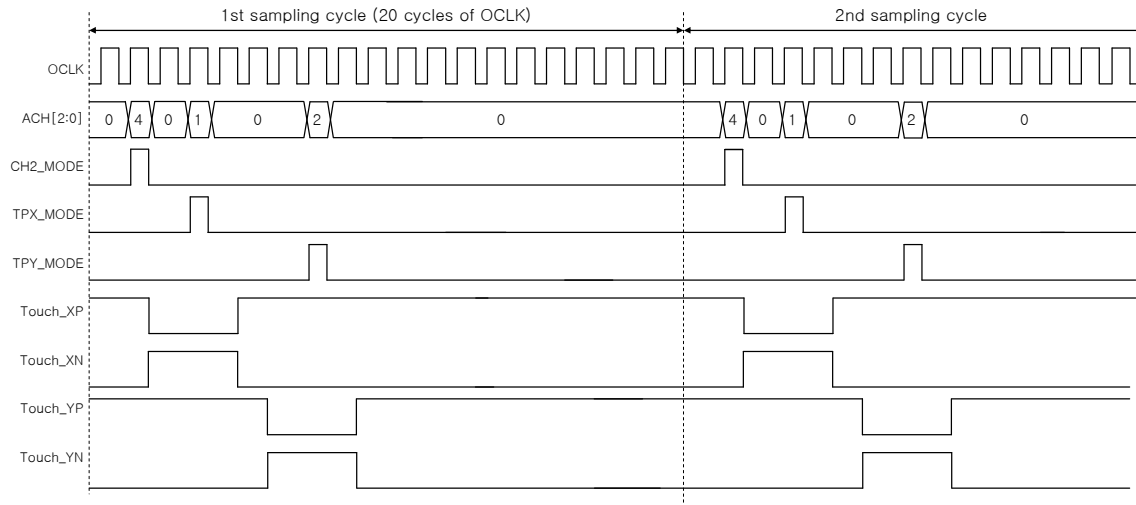 1st sampling cycle (20 cycles of OCLK) 2nd sampling cycle
OCLK
ACH[2:0] 0 4 0 1 0 2 0 4 0 1 0 2 0
CH2_MODE
TPX_MODE
TPY_MODE
Touch_XP
Touch_XN
Touch_YP
Touch_YN